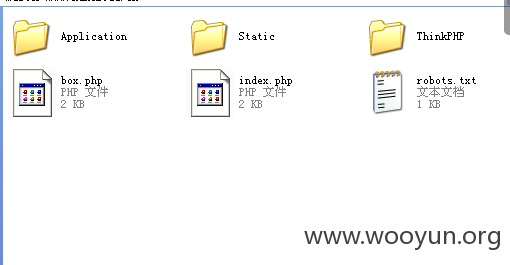 Application
Static
ThinkPHP
box.php
PHP 文件
2 KB
index.php
PHP 文件
2 KB
robots.txt
文本文档
1 KB
www.wooyun.org